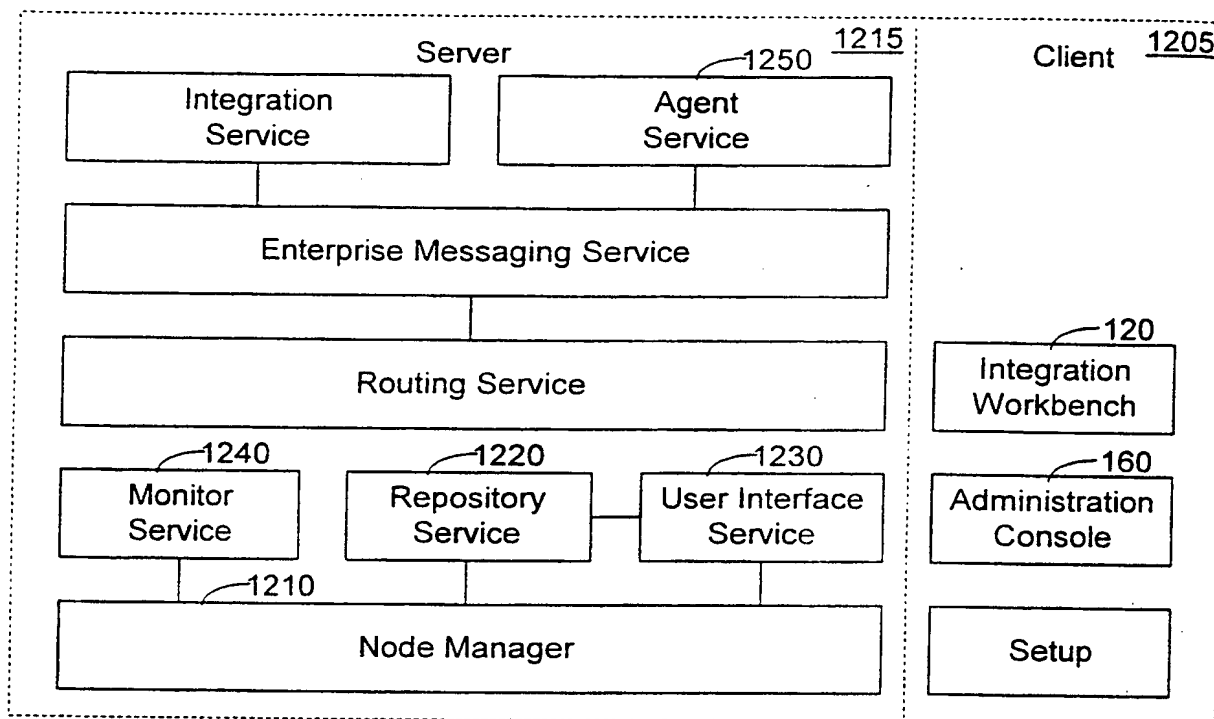 Server
1215
Client
1205
Integration
Service
1250
Agent
Service
Enterprise Messaging Service
Routing Service
120
Integration
Workbench
1240
Monitor
Service
1220
Repository
Service
1230
User Interface
Service
160
Administration
Console
1210
Node Manager
Setup